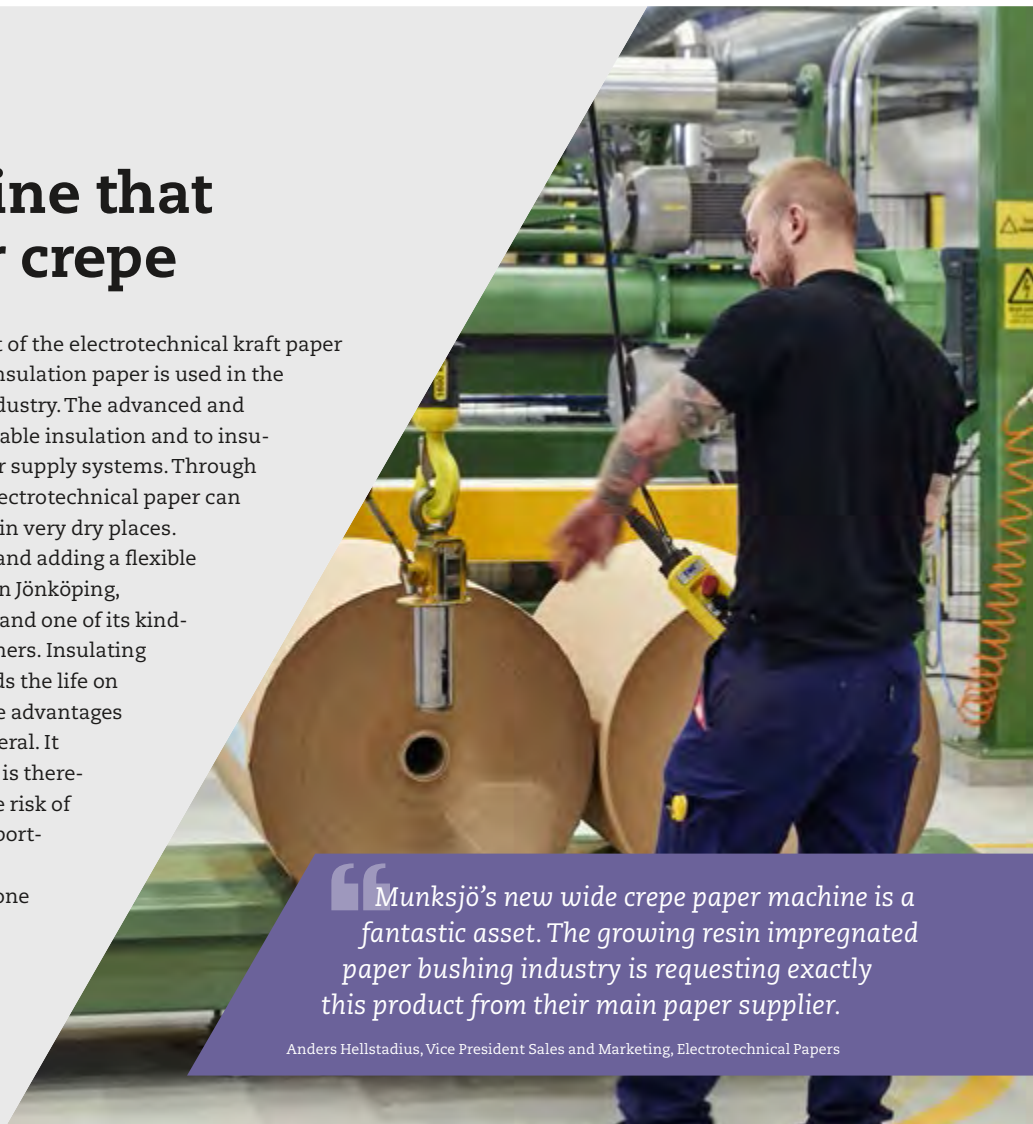 ine that
r crepe
t of the electrotechnical kraft paper
nsulation paper is used in the
dustry. The advanced and
able insulation and to insu-
r supply systems. Through
ectrotechnical paper can
in very dry places.
and adding a flexible
n Jönköping,
and one of its kind-
ners. Insulating
ds the life on
e advantages
eral. It
is there-
e risk of
port-
one
“Munksjö’s new wide crepe paper machine is a
fantastic asset. The growing resin impregnated
paper bushing industry is requesting exactly
this product from their main paper supplier.
Anders Hellstadius, Vice President Sales and Marketing, Electrotechnical Papers